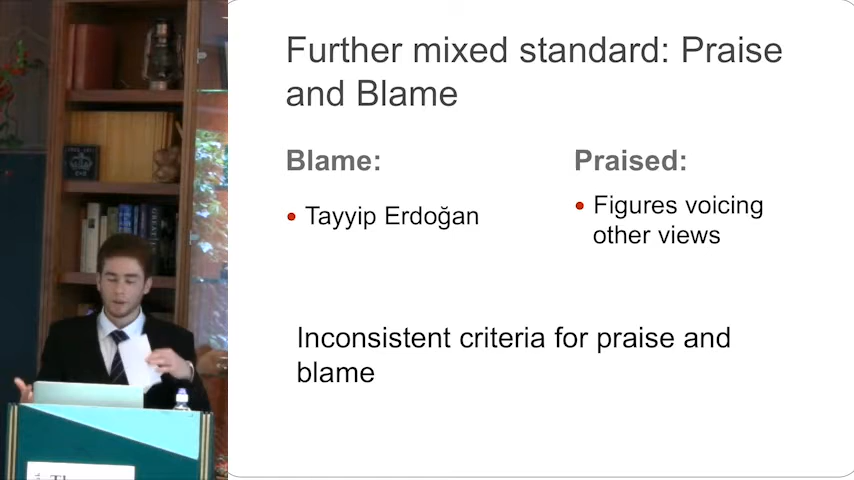 Further mixed standard: Praise
and Blame
Blame:
Praised:
• Tayyip Erdoğan
• Figures voicing
other views
Inconsistent criteria for praise and
blame